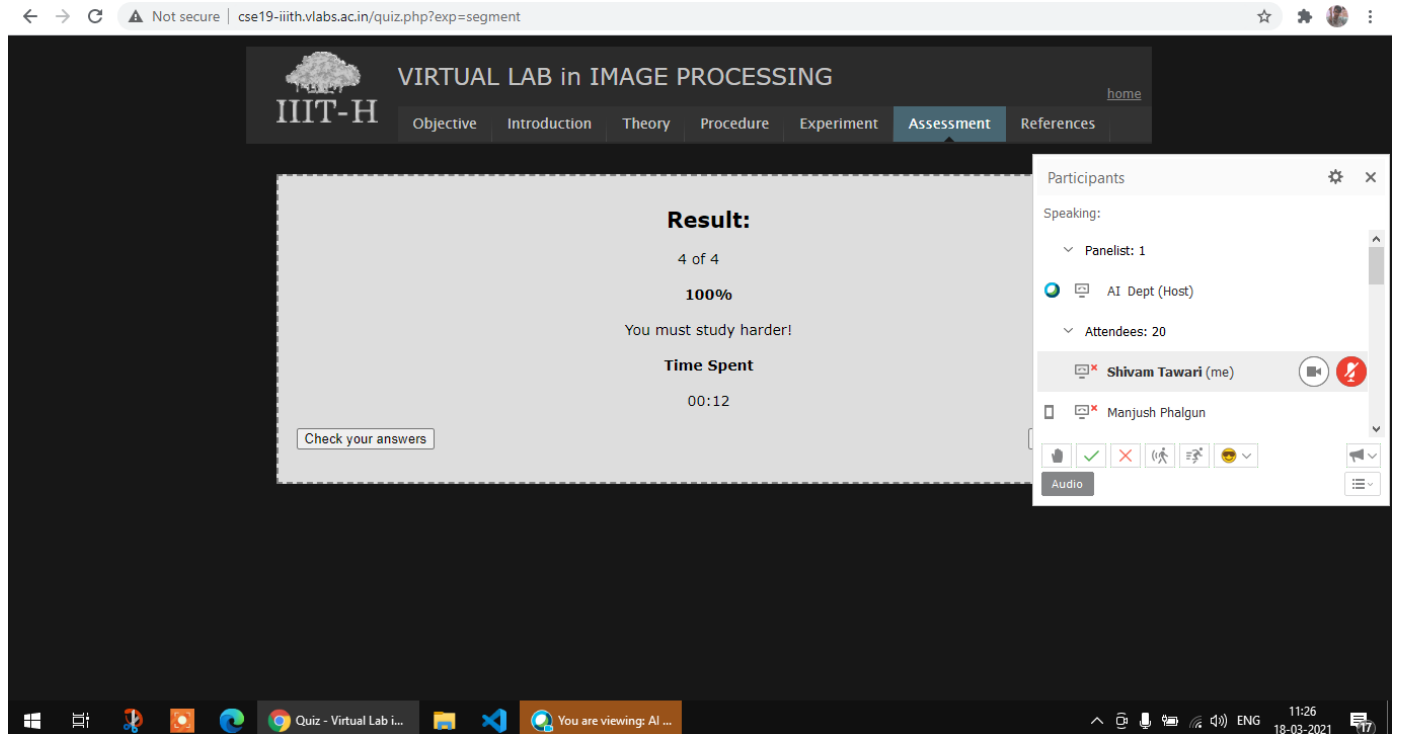 Not secure | cse19-iiith.vlabs.ac.in/quiz.php?exp=segment
IIIT-H
VIRTUAL LAB in IMAGE PROCESSING
home
Objective Introduction Theory Procedure Experiment Assessment References
Result:
4 of 4
100%
You must study harder!
Time Spent
00:12
Check your answers
Participants
Speaking:
Panelist: 1
AI Dept (Host)
Attendees: 20
Shivam Tawari (me)
Manjush Phalgun
Audio
Quiz - Virtual Lab i...
You are viewing: AI ...
ENG
11:26
18-03-2021
17